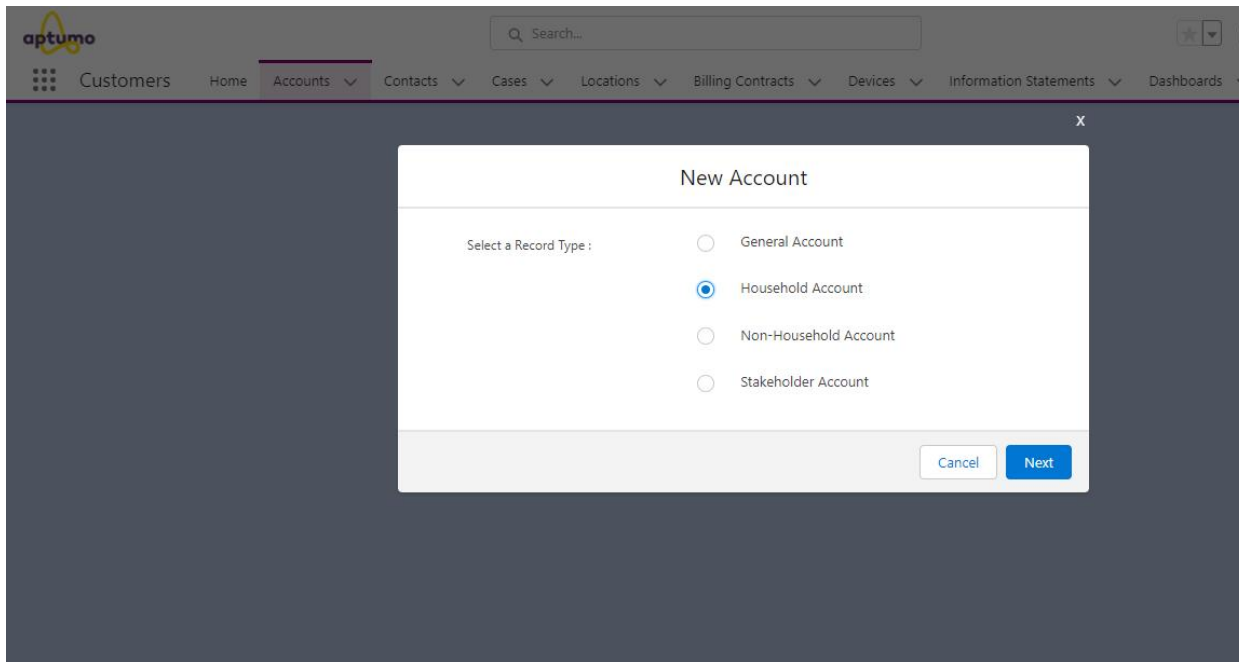 aptumo
Search...
Customers Home Accounts Contacts Cases Locations Billing Contracts Devices Information Statements Dashboards
x
New Account
Select a Record Type :
General Account
Household Account
Non-Household Account
Stakeholder Account
Cancel Next